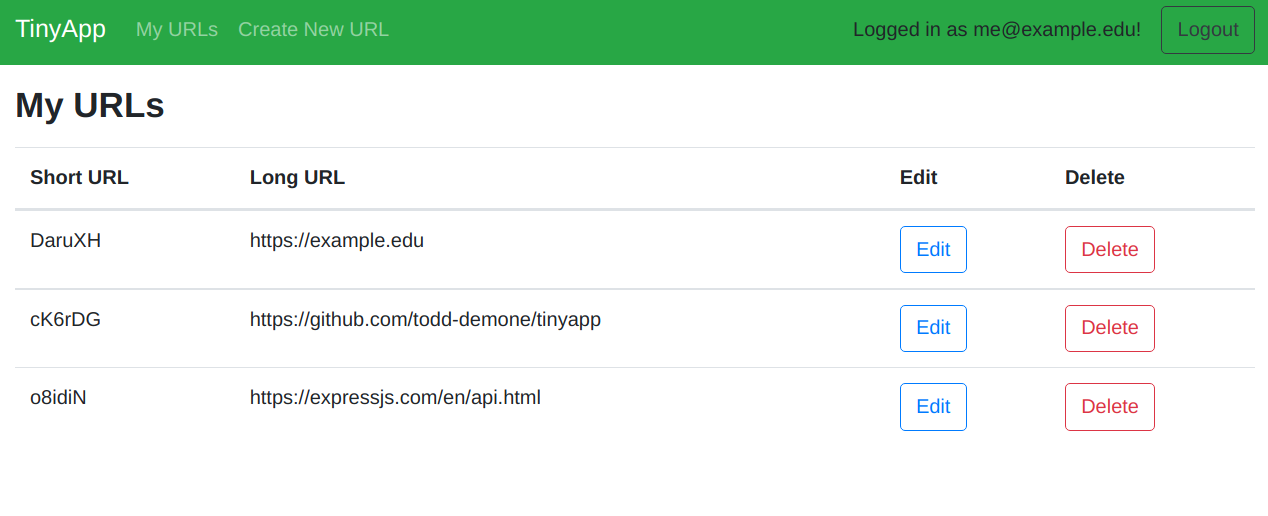 TinyApp My URLs Create New URL Logged in as me@example.edu! Logout
My URLs
Short URL Long URL Edit Delete
DaruXH https://example.edu Edit Delete
cK6rDG https://github.com/todd-demone/tinyapp Edit Delete
o8idiN https://expressjs.com/en/api.html Edit Delete